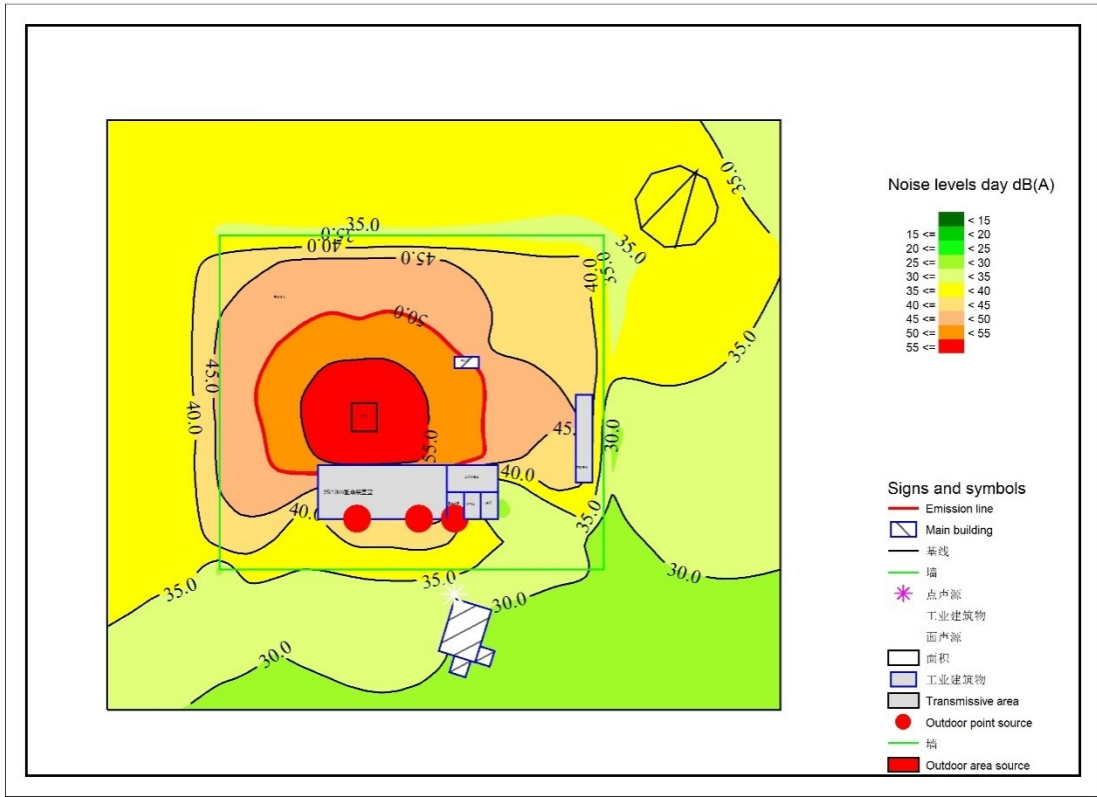 35.0
35.0
35.0
40.0
45.0
35.0
40.0
35.0
50.0
35.0
45.0
40.0
45.
30.0
55.0
40.0
40.
35.0
35.0
35.0
30.0
30.0
30.0
Noise levels day dB(A)
< 15
15 <= < 20
20 <= < 25
25 <= < 30
30 <= < 35
35 <= < 40
40 <= < 45
45 <= < 50
50 <= < 55
55 <=
Signs and symbols
Emission line
Main building
基线
墙
点声源
工业建筑物
面声源
面积
工业建筑物
Transmissive area
Outdoor point source
墙
Outdoor area source